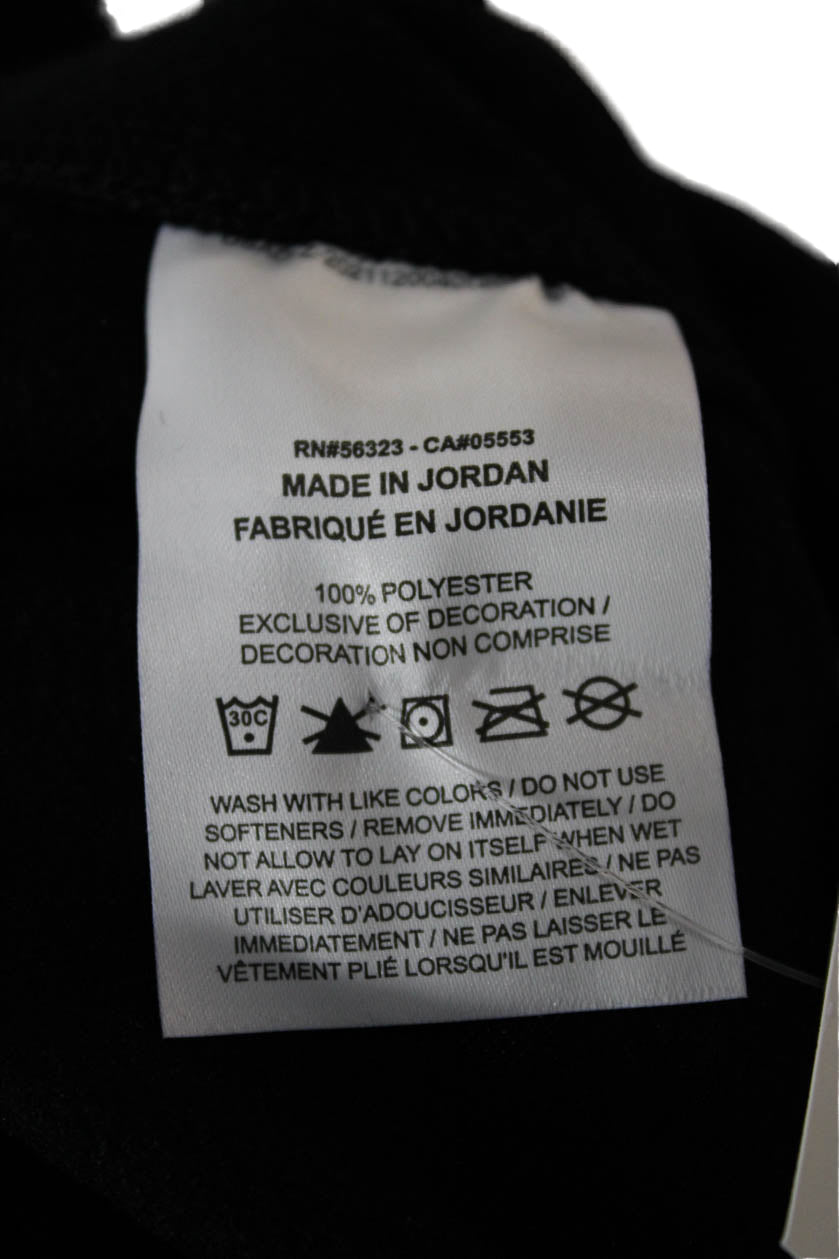 RN#56323 - CA#05553
MADE IN JORDAN
FABRIQUÉ EN JORDANIE
100% POLYESTER
EXCLUSIVE OF DECORATION /
DECORATION NON COMPRISE
30C
WASH WITH LIKE COLORS / DO NOT USE
SOFTENERS / REMOVE IMMEDIATELY / DO
NOT ALLOW TO LAY ON ITSELF WHEN WET
LAVER AVEC COULEURS SIMILAIRES / NE PAS
UTILISER D'ADOUCISSEUR / ENLEVER
IMMEDIATEMENT / NE PAS LAISSER LE
VÊTEMENT PLIÉ LORSQU'IL EST MOUILLÉ